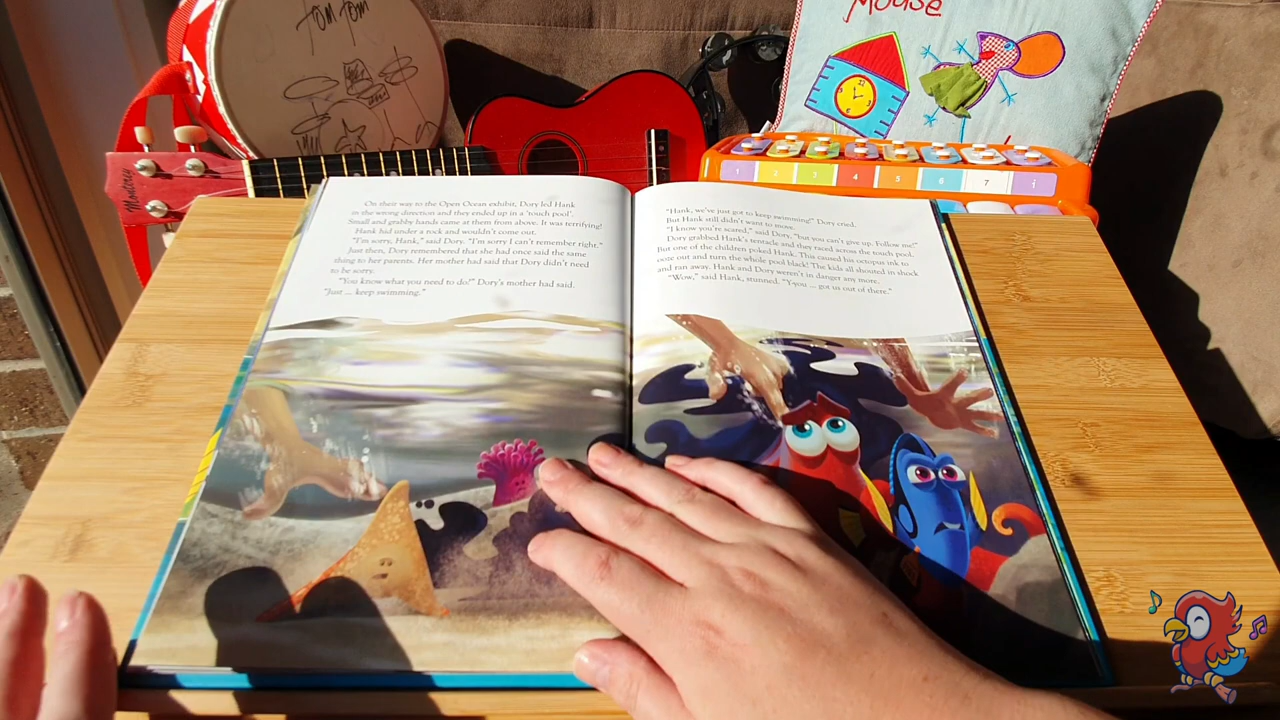 TOM TOM
Mouse
Monterey
1 2 3 4 5 6 7 i
On their way to the Open Ocean exhibit, Dory led Hank
in the wrong direction and they ended up in a 'touch pool'.
Small and grabby hands came at them from above. It was terrifying!
Hank hid under a rock and wouldn't come out.
"I'm sorry, Hank," said Dory. "I'm sorry I can't remember right."
Just then, Dory remembered that she had once said the same
thing to her parents. Her mother had said that Dory didn't need
to be sorry.
"You know what you need to do?" Dory's mother had said.
"Just ... keep swimming."
"Hank, we've just got to keep swimming!" Dory cried.
But Hank still didn't want to move.
"I know you're scared," said Dory, "but you can't give up. Follow me!"
Dory grabbed Hank's tentacle and they raced across the touch pool.
But one of the children poked Hank. This caused his octopus ink to
ooze out and turn the whole pool black! The kids all shouted in shock
and ran away. Hank and Dory weren't in danger any more.
"Wow," said Hank, stunned. "Y-you ... got us out of there."